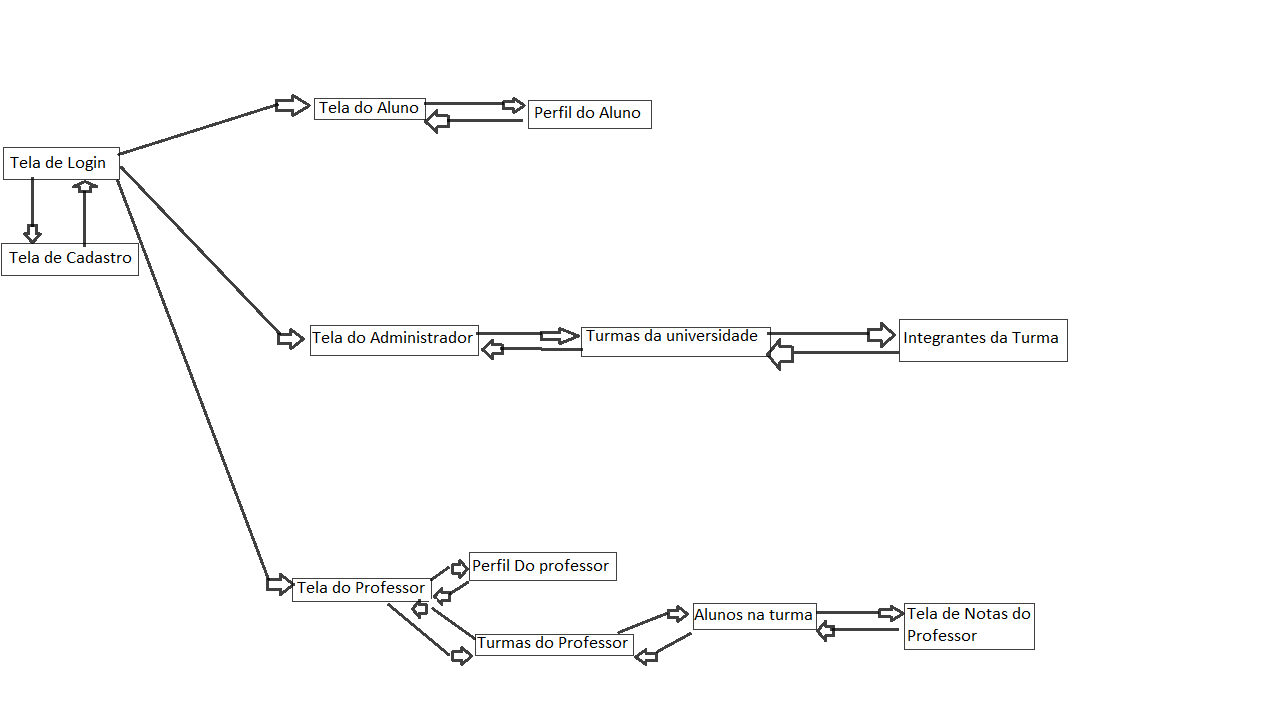 Tela do Aluno
Perfil do Aluno
Tela de Login
Tela de Cadastro
Tela do Administrador
Turmas da universidade
Integrantes da Turma
Perfil Do professor
Tela do Professor
Turmas do Professor
Alunos na turma
Tela de Notas do
Professor